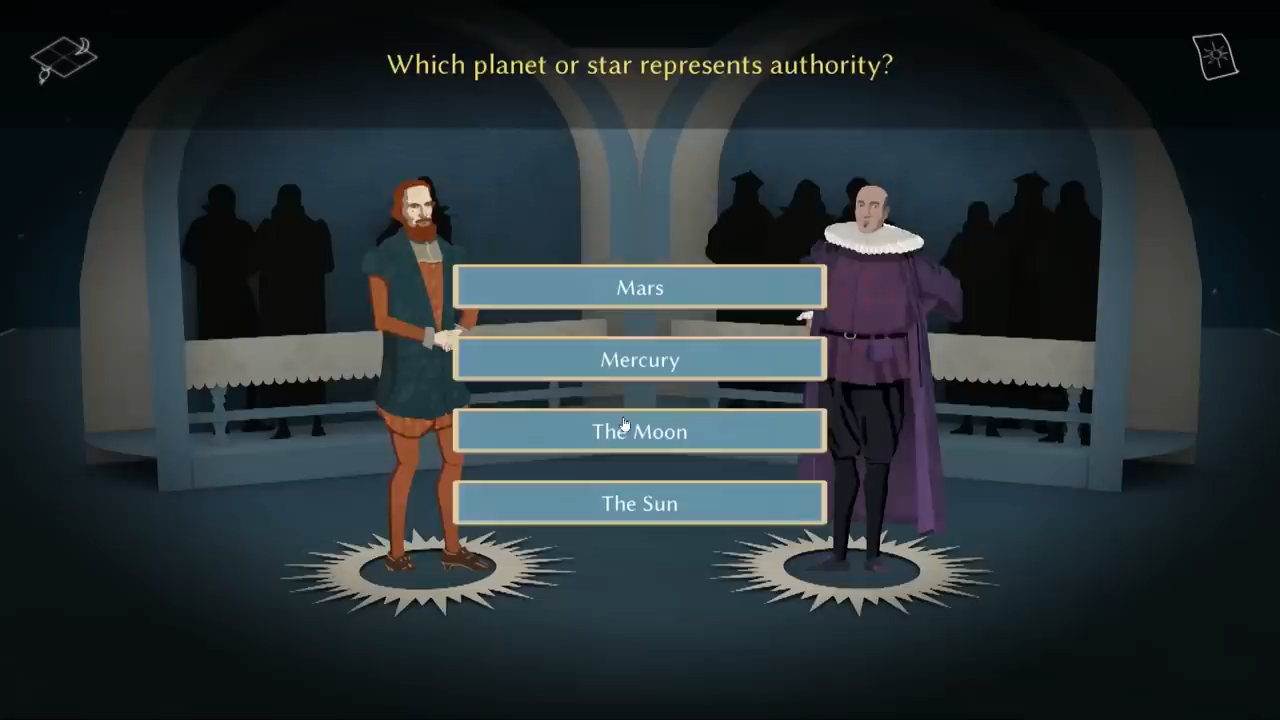 Which planet or star represents authority?
Mars
Mercury
The Moon
The Sun